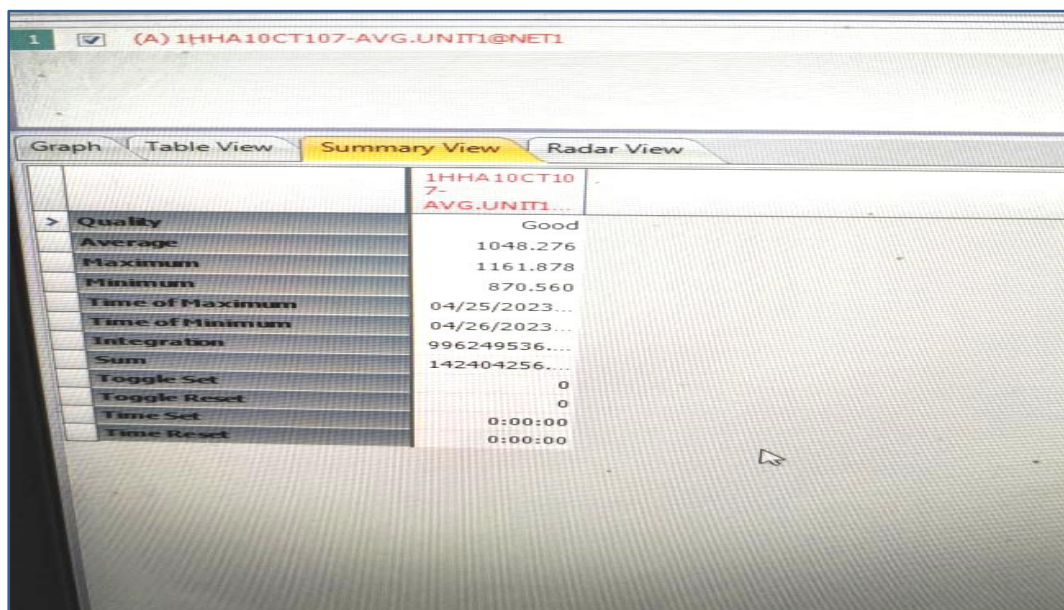 1 (A) 1HHA10CT107-AVG.UNIT1@NET1
Graph Table View Summary View Radar View
1HHA10CT10
7-
AVG.UNIT1...
> Quality Good
Average 1048.276
Maximum 1161.878
Minimum 870.560
Time of Maximum 04/25/2023...
Time of Minimum 04/26/2023...
Integration 996249536....
Sum 142404256....
Toggle Set 0
Toggle Reset 0
Time Set 0:00:00
Time Reset 0:00:00